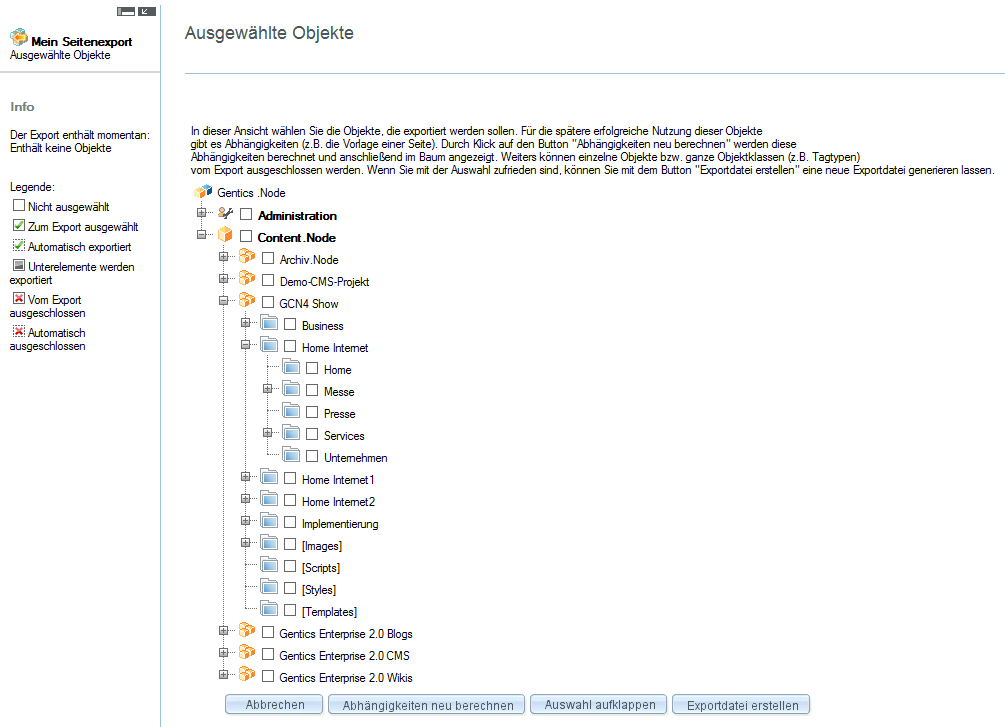 Mein Seitenexport
Ausgewählte Objekte
Info
Der Export enthält momentan:
Enthält keine Objekte
Legende:
Nicht ausgewählt
Zum Export ausgewählt
Automatisch exportiert
Unterelemente werden
exportiert
Vom Export
ausgeschlossen
Automatisch
ausgeschlossen
Ausgewählte Objekte
In dieser Ansicht wählen Sie die Objekte, die exportiert werden sollen. Für die spätere erfolgreiche Nutzung dieser Objekte
gibt es Abhängigkeiten (z.B. die Vorlage einer Seite). Durch Klick auf den Button "Abhängigkeiten neu berechnen" werden diese
Abhängigkeiten berechnet und anschließend im Baum angezeigt. Weiters können einzelne Objekte bzw. ganze Objektklassen (z.B. Tagtypen)
vom Export ausgeschlossen werden. Wenn Sie mit der Auswahl zufrieden sind, können Sie mit dem Button "Exportdatei erstellen" eine neue Exportdatei generieren lassen.
Gentics .Node
Administration
Content.Node
Archiv.Node
Demo-CMS-Projekt
GCN4 Show
Business
Home Internet
Home
Messe
Presse
Services
Unternehmen
Home Internet1
Home Internet2
Implementierung
[Images]
[Scripts]
[Styles]
[Templates]
Gentics Enterprise 2.0 Blogs
Gentics Enterprise 2.0 CMS
Gentics Enterprise 2.0 Wikis
Abbrechen Abhängigkeiten neu berechnen Auswahl aufklappen Exportdatei erstellen